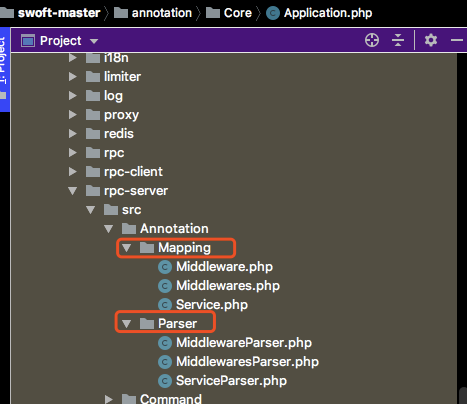 swoft-master annotation Core Application.php
1: Project
Project
i18n
limiter
log
proxy
redis
rpc
rpc-client
rpc-server
src
Annotation
Mapping
Middleware.php
Middlewares.php
Service.php
Parser
MiddlewareParser.php
MiddlewaresParser.php
ServiceParser.php
Command